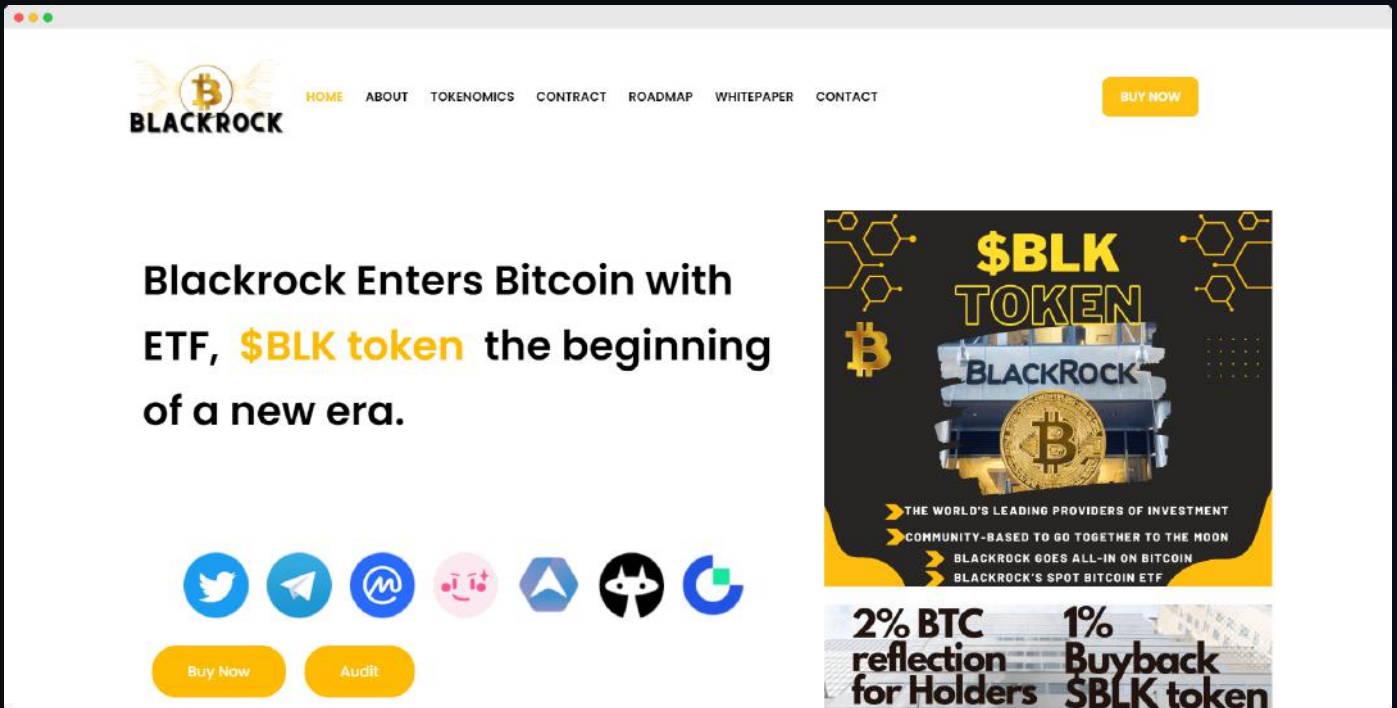 BLACKROCK
HOME ABOUT TOKENOMICS CONTRACT ROADMAP WHITEPAPER CONTACT
BUY NOW
Blackrock Enters Bitcoin with
ETF, $BLK token the beginning
of a new era.
Buy Now Audit
$BLK
TOKEN
BLACKROCK
THE WORLD'S LEADING PROVIDERS OF INVESTMENT
COMMUNITY-BASED TO GO TOGETHER TO THE MOON
BLACKROCK GOES ALL-IN ON BITCOIN
BLACKROCK'S SPOT BITCOIN ETF
2% BTC
reflection
for Holders
1%
Buyback
$BLK token